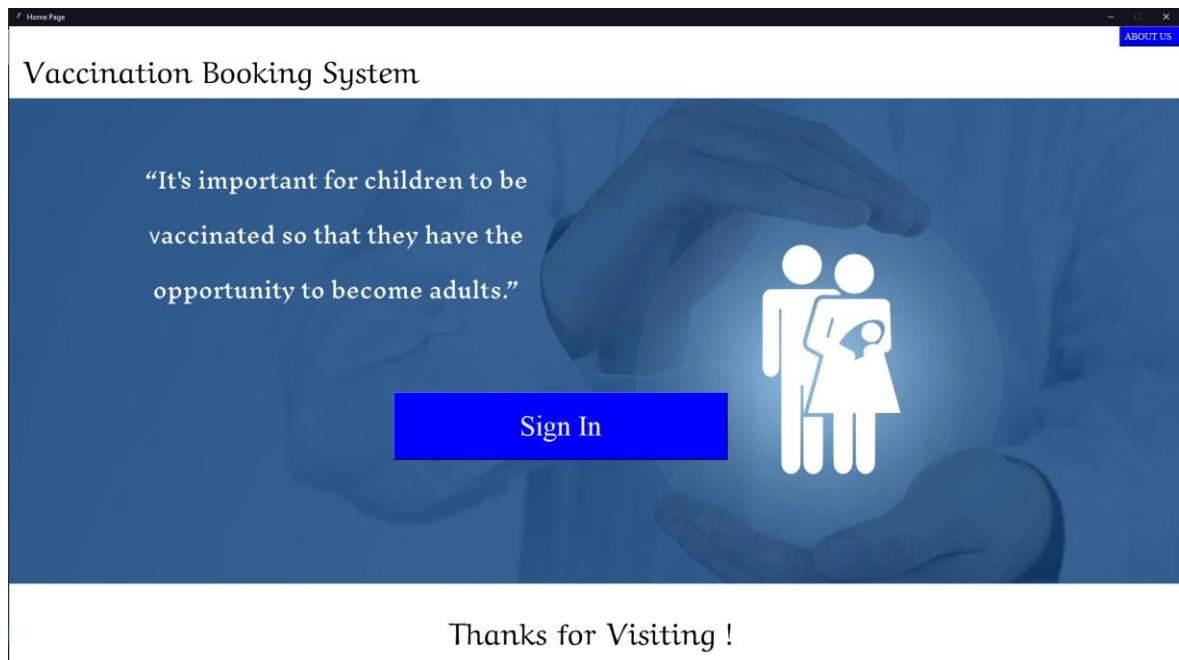 Home Page
ABOUT US
Vaccination Booking System
“It's important for children to be
vaccinated so that they have the
opportunity to become adults.”
Sign In
Thanks for Visiting !